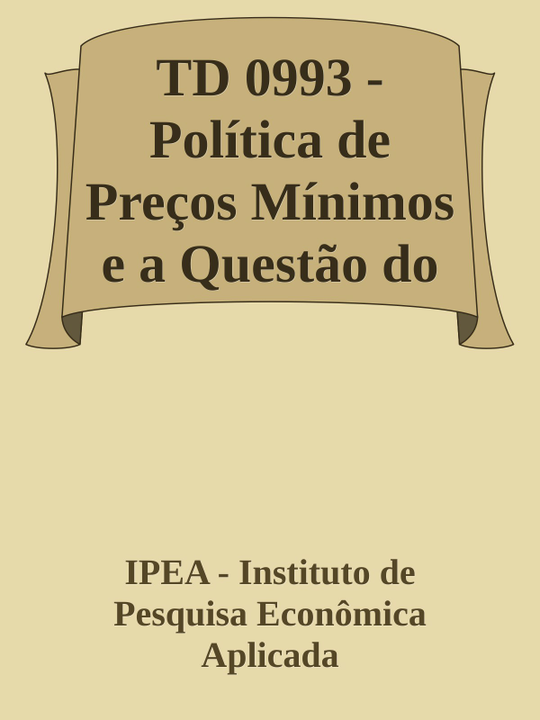 TD 0993 -
Política de
Preços Mínimos
e a Questão do
IPEA - Instituto de
Pesquisa Econômica
Aplicada